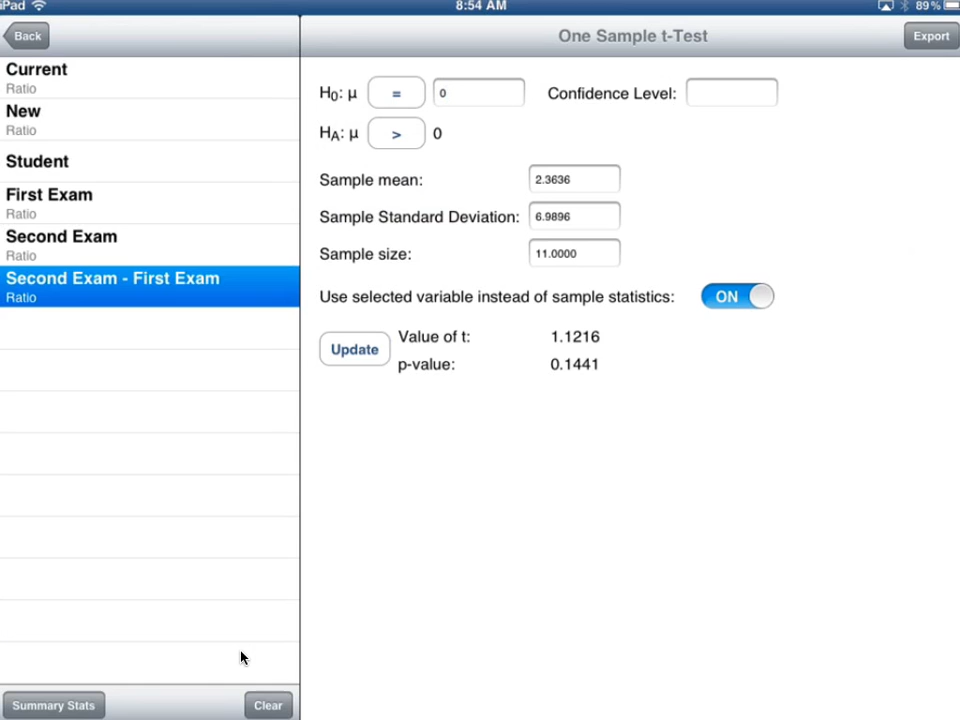 iPad 8:54 AM 89%
Back One Sample t-Test Export
Current
Ratio
New
Ratio
Student
First Exam
Ratio
Second Exam
Ratio
Second Exam - First Exam
Ratio
Summary Stats Clear
H0: μ = 0 Confidence Level:
HA: μ > 0
Sample mean: 2.3636
Sample Standard Deviation: 6.9896
Sample size: 11.0000
Use selected variable instead of sample statistics: ON
Update
Value of t: 1.1216
p-value: 0.1441